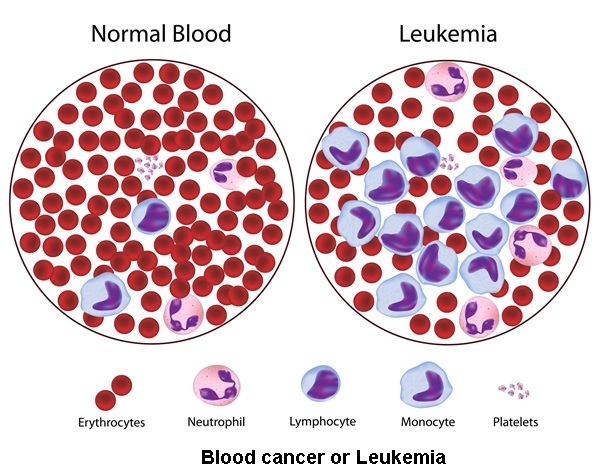 Normal Blood
Leukemia
Erythrocytes
Neutrophil
Lymphocyte
Monocyte
Platelets
Blood cancer or Leukemia